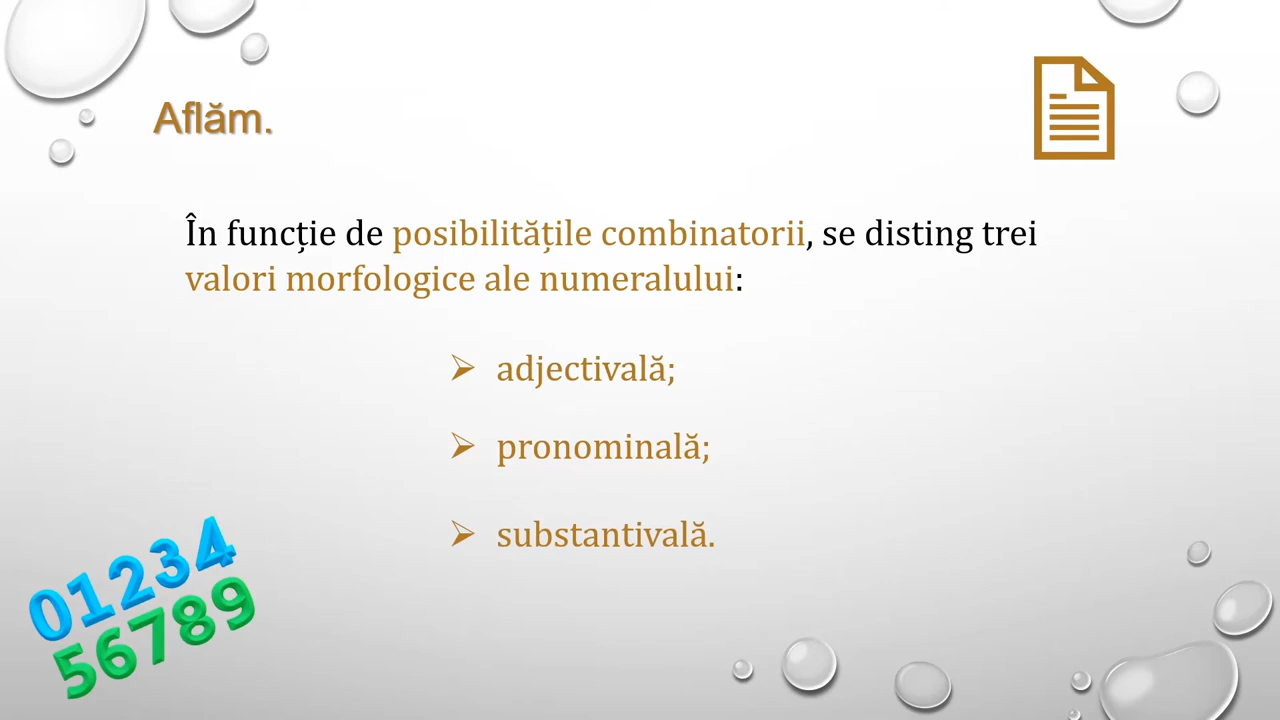 Aflăm.
În funcție de posibilitățile combinatorii, se disting trei
valori morfologice ale numeralului:
adjectivală;
pronominală;
substantivală.
01234
56789